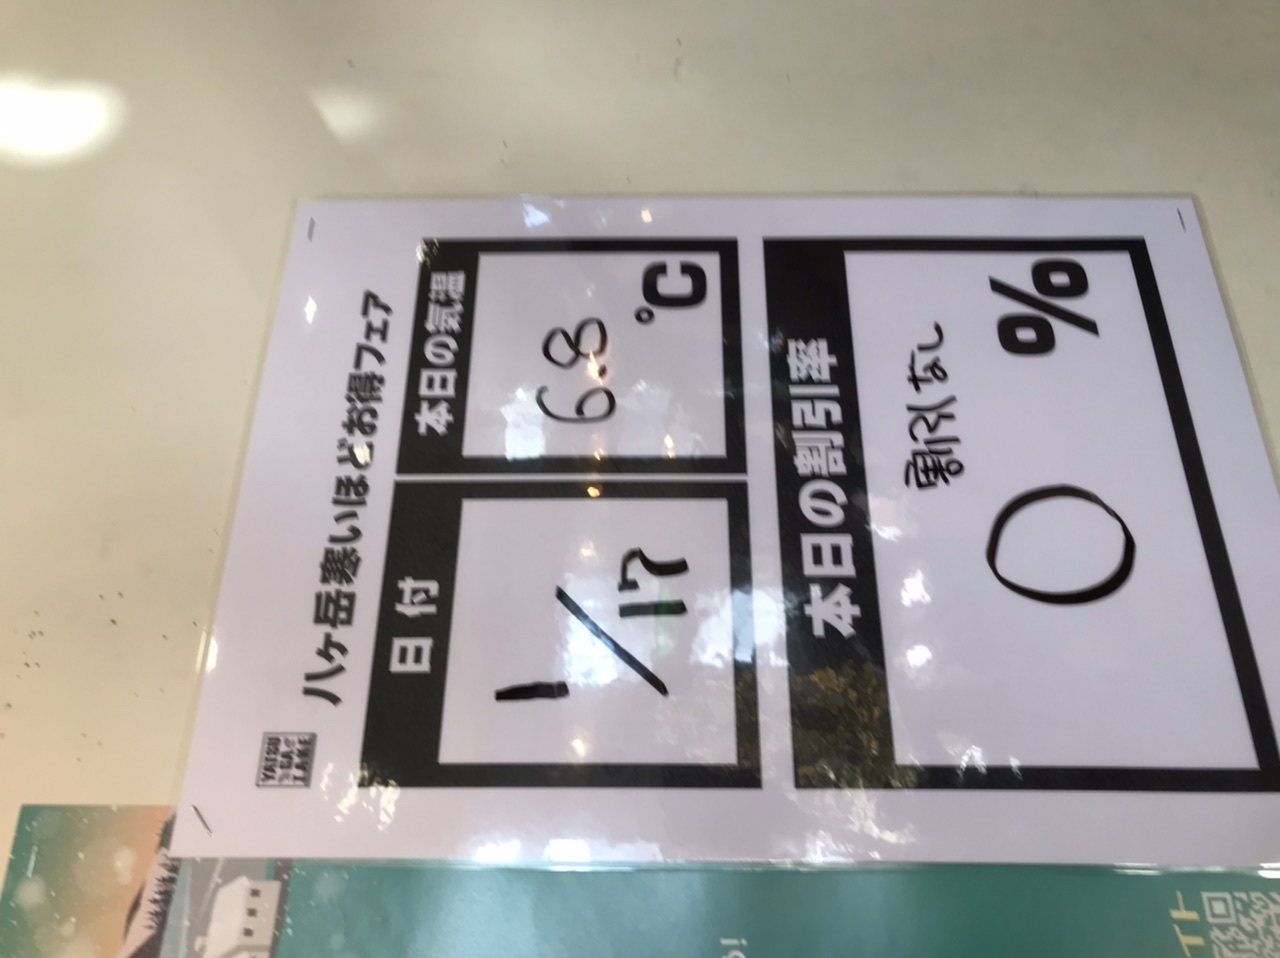 YATSU
GA
TAKE
八ヶ岳寒いほどお得フェア
日付
1/17
本日の気温
6.8
℃
本日の割引率
割引なし
0 %